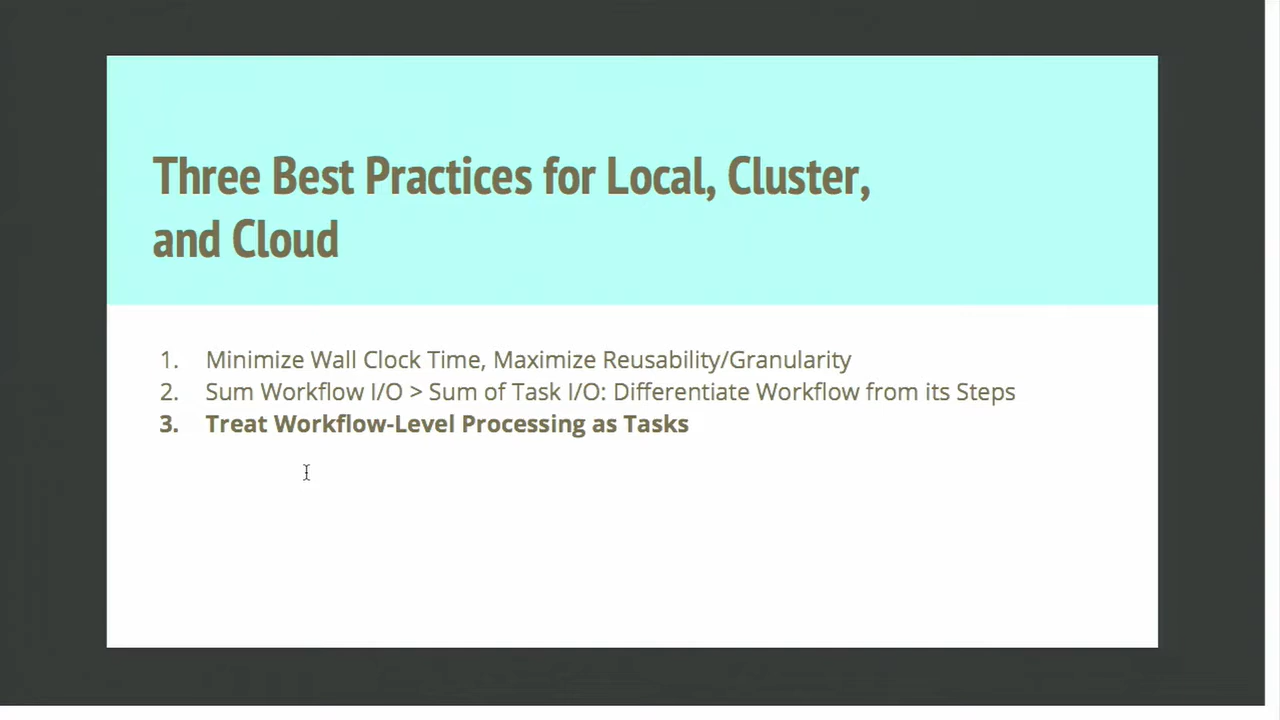 Three Best Practices for Local, Cluster,
and Cloud
1. Minimize Wall Clock Time, Maximize Reusability/Granularity
2. Sum Workflow I/O > Sum of Task I/O: Differentiate Workflow from its Steps
3. Treat Workflow-Level Processing as Tasks